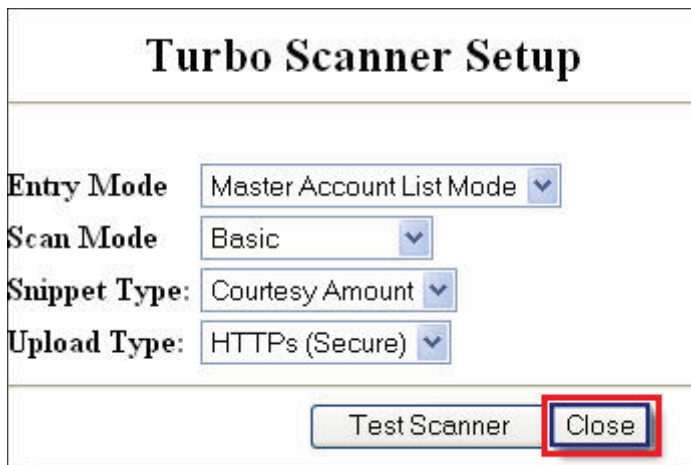 Turbo Scanner Setup
Entry Mode Master Account List Mode
Scan Mode Basic
Snippet Type: Courtesy Amount
Upload Type: HTTPs (Secure)
Test Scanner Close